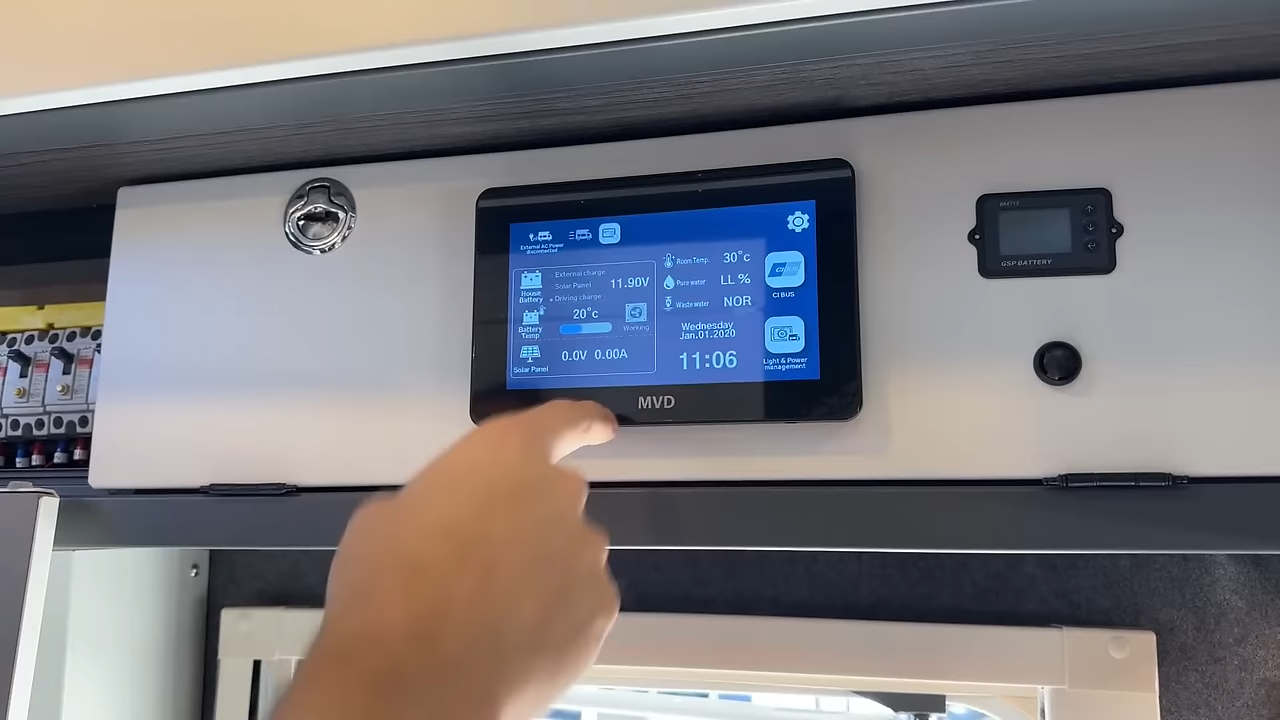 External AC Power
disconnected
External charge
Solar Panel
Driving charge
11.90V
House
Battery
20°c
Battery
Temp
Working
Solar Panel
0.0V 0.00A
Room Temp. 30°c
Pure water LL %
Waste water NOR
Wednesday
Jan.01.2020
11:06
CI BUS
CI BUS
Light & Power
management
MVD
GSP BATTERY